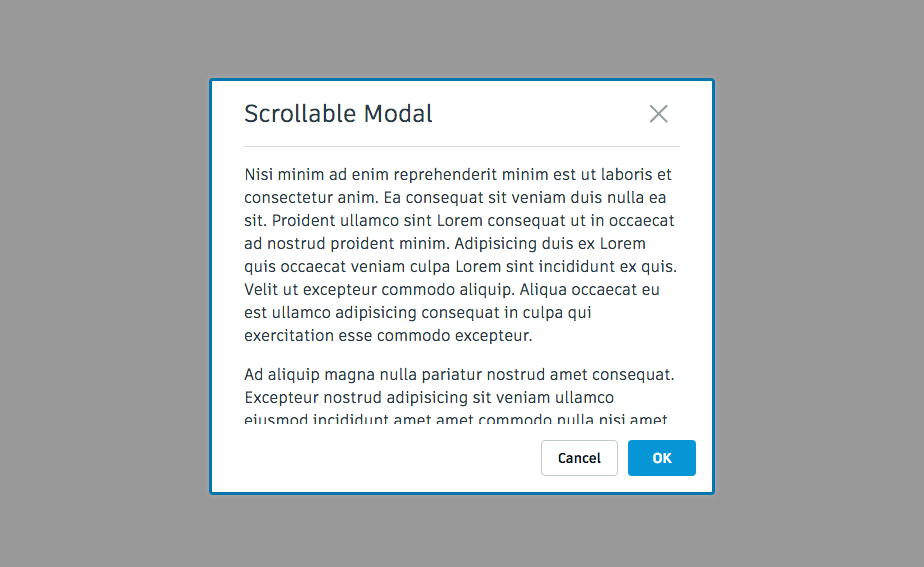 Scrollable Modal
Nisi minim ad enim reprehenderit minim est ut laboris et
consectetur anim. Ea consequat sit veniam duis nulla ea
sit. Proident ullamco sint Lorem consequat ut in occaecat
ad nostrud proident minim. Adipisicing duis ex Lorem
quis occaecat veniam culpa Lorem sint incididunt ex quis.
Velit ut excepteur commodo aliquip. Aliqua occaecat eu
est ullamco adipisicing consequat in culpa qui
exercitation esse commodo excepteur.
Ad aliquip magna nulla pariatur nostrud amet consequat.
Excepteur nostrud adipisicing sit veniam ullamco
eiusmod incididunt amet amet commodo nulla nisi amet
Cancel
OK